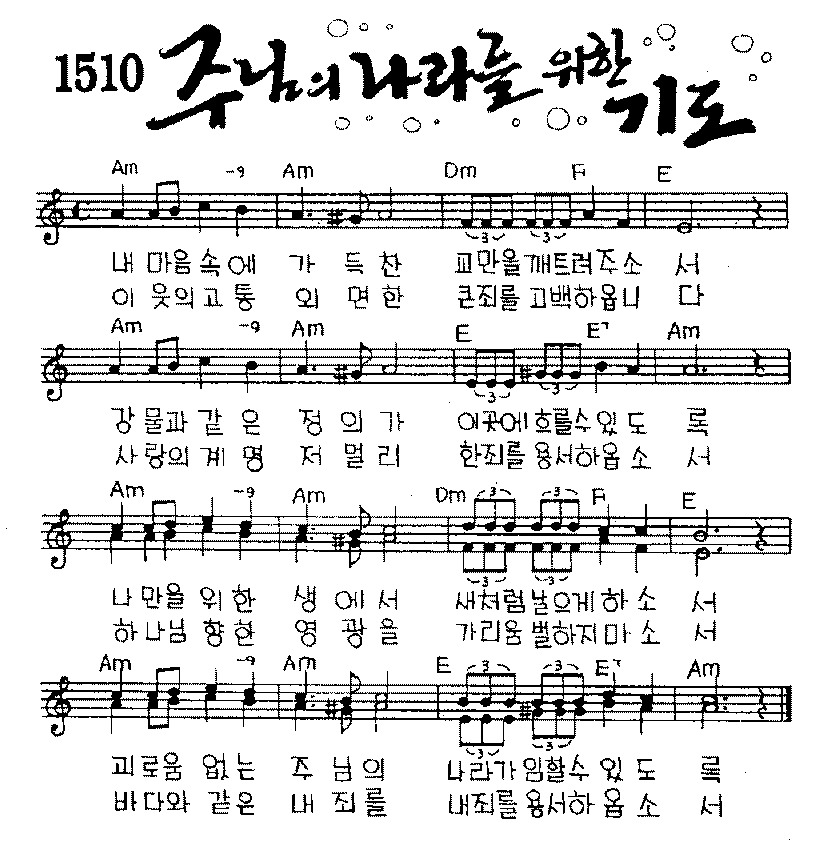 1510 주님의 나라를 위한
기도
Am -9 Am Dm F E
내 마음속에 가 득 찬 교만을깨트려주소 서
이 웃의고통 외 면한 큰죄를고백하옵니 다
Am -9 Am E E7 Am
강 물과 같 은 정 의 가 이곳에흐를수있도 록
사 랑의계 명 저 멀 리 한죄를용서하옵소 서
Am -9 Am Dm F E
나 만을 위 한 생 에 서 새처럼날으게 하 소 서
하 나님 향 한 영 광 을 가리움벌하지마소 서
Am -9 Am E E7 Am
괴 로움 없 는 주 님 의 나라가임할수 있 도 록
바 다와 같 은 내 죄 를 내죄를용서하 옵 소 서